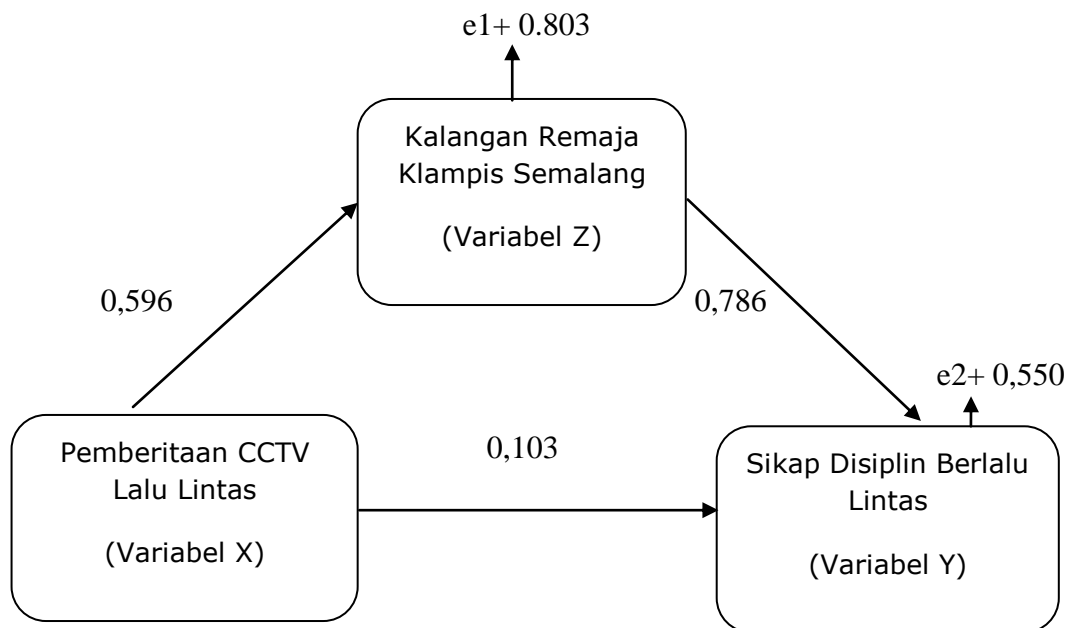 e1+ 0.803
Kalangan Remaja
Klampis Semalang
(Variabel Z)
0,596
0,786
e2+ 0,550
Pemberitaan CCTV
Lalu Lintas
(Variabel X)
0,103
Sikap Disiplin Berlalu
Lintas
(Variabel Y)